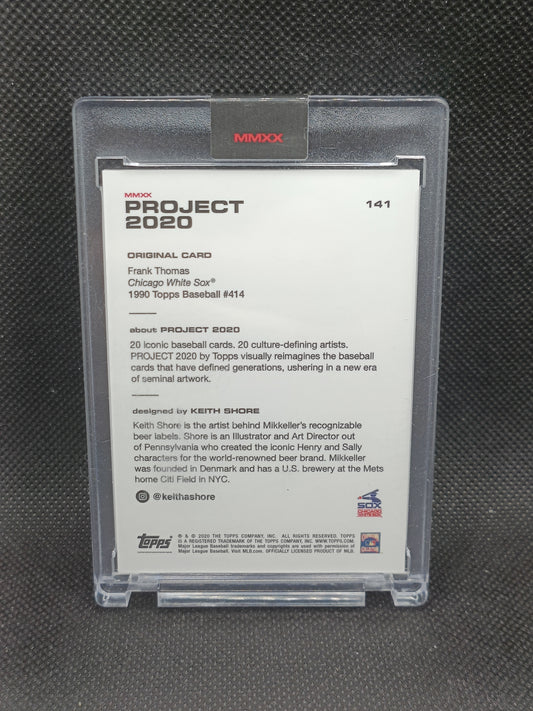 MMXX
MMXX
PROJECT 141
2020
ORIGINAL CARD
Frank Thomas
Chicago White Sox®
1990 Topps Baseball #414
about PROJECT 2020
20 iconic baseball cards. 20 culture-defining artists.
PROJECT 2020 by Topps visually reimagines the baseball
cards that have defined generations, ushering in a new era
of seminal artwork.
designed by KEITH SHORE
Keith Shore is the artist behind Mikkeller's recognizable
beer labels. Shore is an Illustrator and Art Director out
of Pennsylvania who created the iconic Henry and Sally
characters for the world-renowned beer brand. Mikkeller
was founded in Denmark and has a U.S. brewery at the Mets
home Citi Field in NYC.
@keithashore
SOX
Topps
® & © 2020 THE TOPPS COMPANY, INC. ALL RIGHTS RESERVED. TOPPS
IS A REGISTERED TRADEMARK OF THE TOPPS COMPANY, INC. WWW.TOPPS.COM.
Major League Baseball trademarks and copyrights are used with permission of
Major League Baseball. Visit MLB.com. OFFICIALLY LICENSED PRODUCT OF MLB.